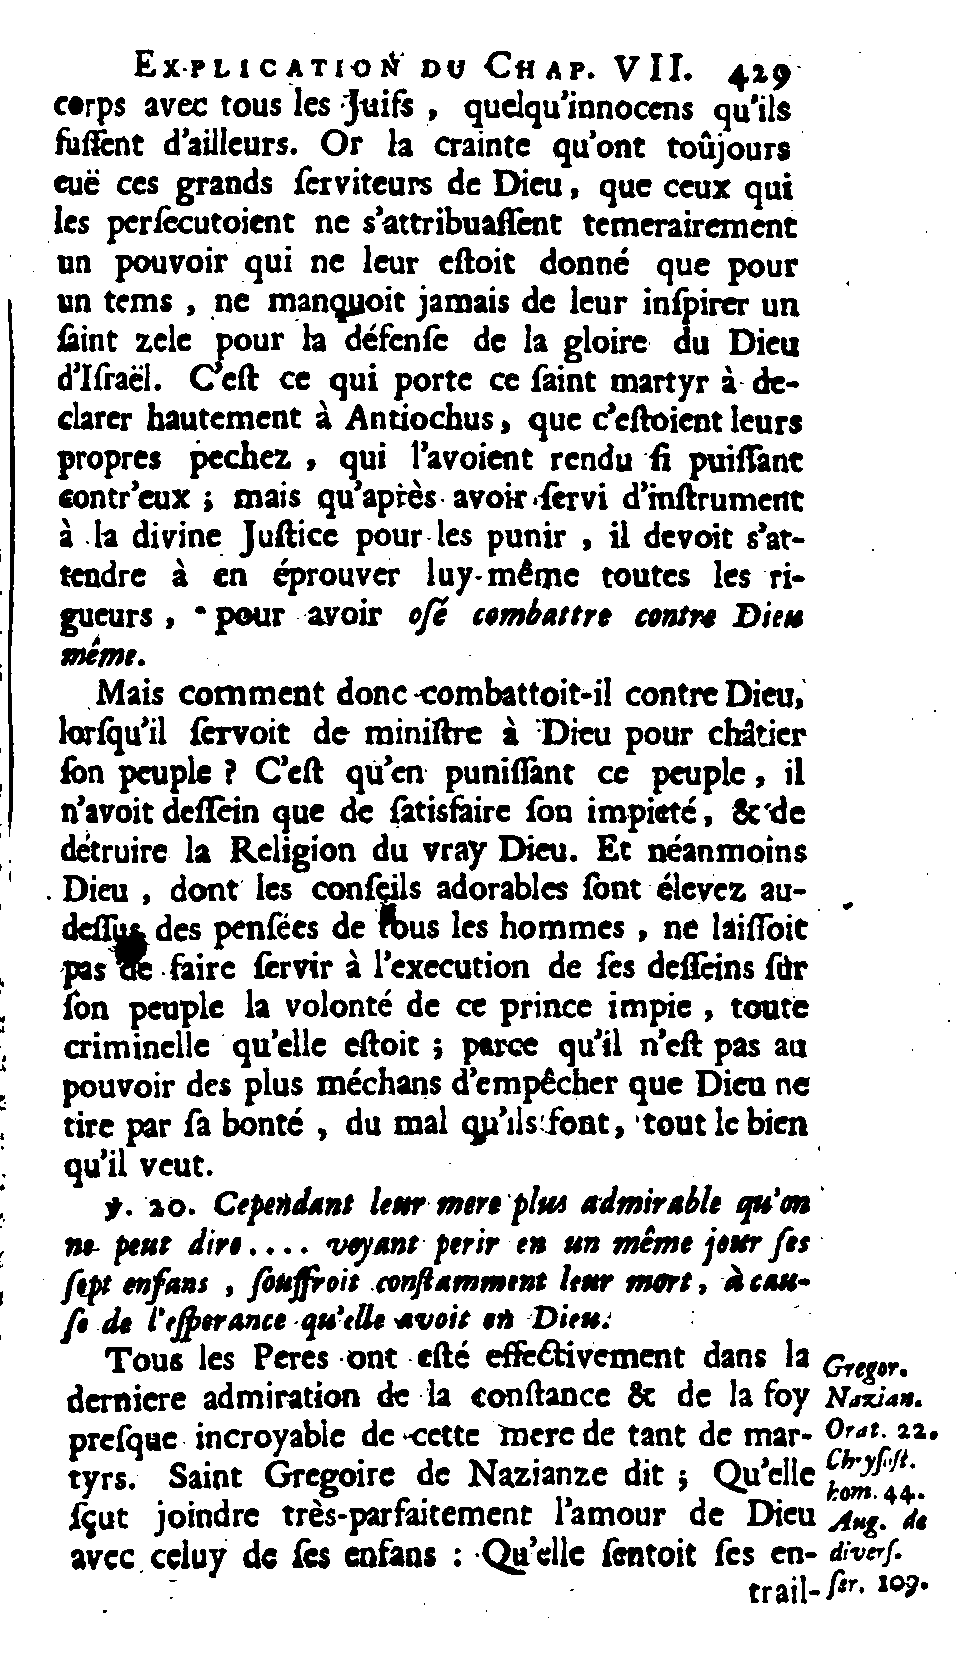 EXPLICATION DU CHAP. VII. 429
corps avec tous les Juifs, quelqu'innocens qu'ils
fuſſent d'ailleurs. Or la crainte qu'ont toûjours
euë ces grands ſerviteurs de Dieu, que ceux qui
les perſecutoient ne s'attribuaſſent temerairement
un pouvoir qui ne leur eſtoit donné que pour
un tems, ne manquoit jamais de leur inſpirer un
ſaint zele pour la défenſe de la gloire du Dieu
d'Iſraël. C'eſt ce qui porte ce ſaint martyr à de-
clarer hautement à Antiochus, que c'eſtoient leurs
propres pechez, qui l'avoient rendu ſi puiſſant
contr'eux; mais qu'après avoir ſervi d'inſtrument
à la divine Juſtice pour les punir, il devoit s'at-
tendre à en éprouver luy-même toutes les ri-
gueurs, pour avoir oſé combattre contre Dieu
même.
Mais comment donc combattoit-il contre Dieu,
lorſqu'il ſervoit de miniſtre à Dieu pour châtier
ſon peuple? C'eſt qu'en puniſſant ce peuple, il
n'avoit deſſein que de ſatisfaire ſon impieté, & de
détruire la Religion du vray Dieu. Et néanmoins
Dieu, dont les conſeils adorables ſont élevez au-
deſſus des penſées de tous les hommes, ne laiſſoit
pas de faire ſervir à l'execution de ſes deſſeins ſur
ſon peuple la volonté de ce prince impie, toute
criminelle qu'elle eſtoit; parce qu'il n'eſt pas au
pouvoir des plus méchans d'empêcher que Dieu ne
tire par ſa bonté, du mal qu'ils font, tout le bien
qu'il veut.
℣. 20. Cependant leur mere plus admirable qu'on
ne peut dire.... voyant perir en un même jour ſes
ſept enfans, ſouffroit conſtamment leur mort, à cau-
ſe de l'eſperance qu'elle avoit en Dieu.
Tous les Peres ont eſté effectivement dans la
derniere admiration de la conſtance & de la foy
preſque incroyable de cette mere de tant de mar-
tyrs. Saint Gregoire de Nazianze dit; Qu'elle
ſçut joindre très-parfaitement l'amour de Dieu
avec celuy de ſes enfans: Qu'elle ſentoit ſes en-
trail-
Gregor.
Nazian.
Orat. 22.
Chryſoſt.
hom. 44.
Aug. de
diverſ.
ſer. 109.